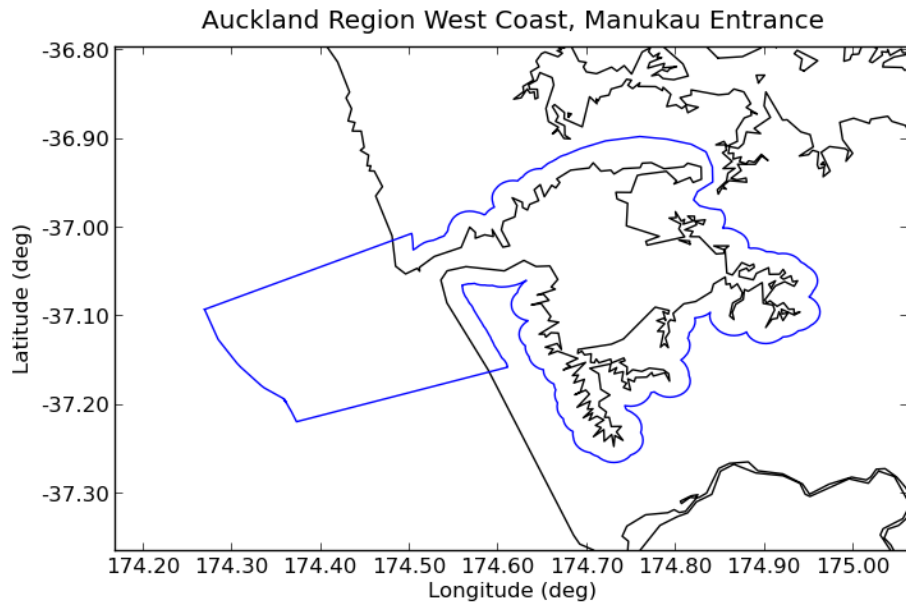 Auckland Region West Coast, Manukau Entrance
-36.80
-36.90
-37.00
-37.10
-37.20
-37.30
Latitude (deg)
174.20 174.30 174.40 174.50 174.60 174.70 174.80 174.90 175.00
Longitude (deg)